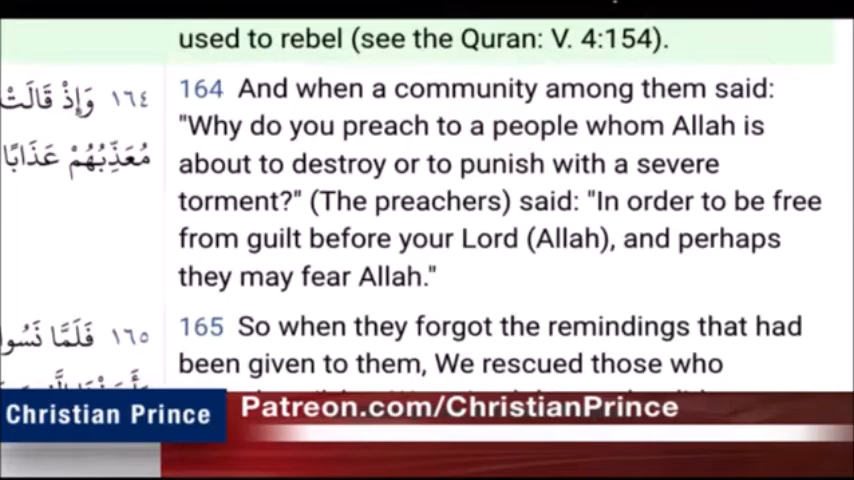 used to rebel (see the Quran: V. 4:154).
١٦٤ وَإِذْ قَالَتْ
164 And when a community among them said:
"Why do you preach to a people whom Allah is
مُعَذِّبُهُمْ عَذَابًا
about to destroy or to punish with a severe
torment?" (The preachers) said: "In order to be free
from guilt before your Lord (Allah), and perhaps
they may fear Allah."
١٦٥ فَلَمَّا نَسُوا
165 So when they forgot the remindings that had
been given to them, We rescued those who
Christian Prince
Patreon.com/ChristianPrince